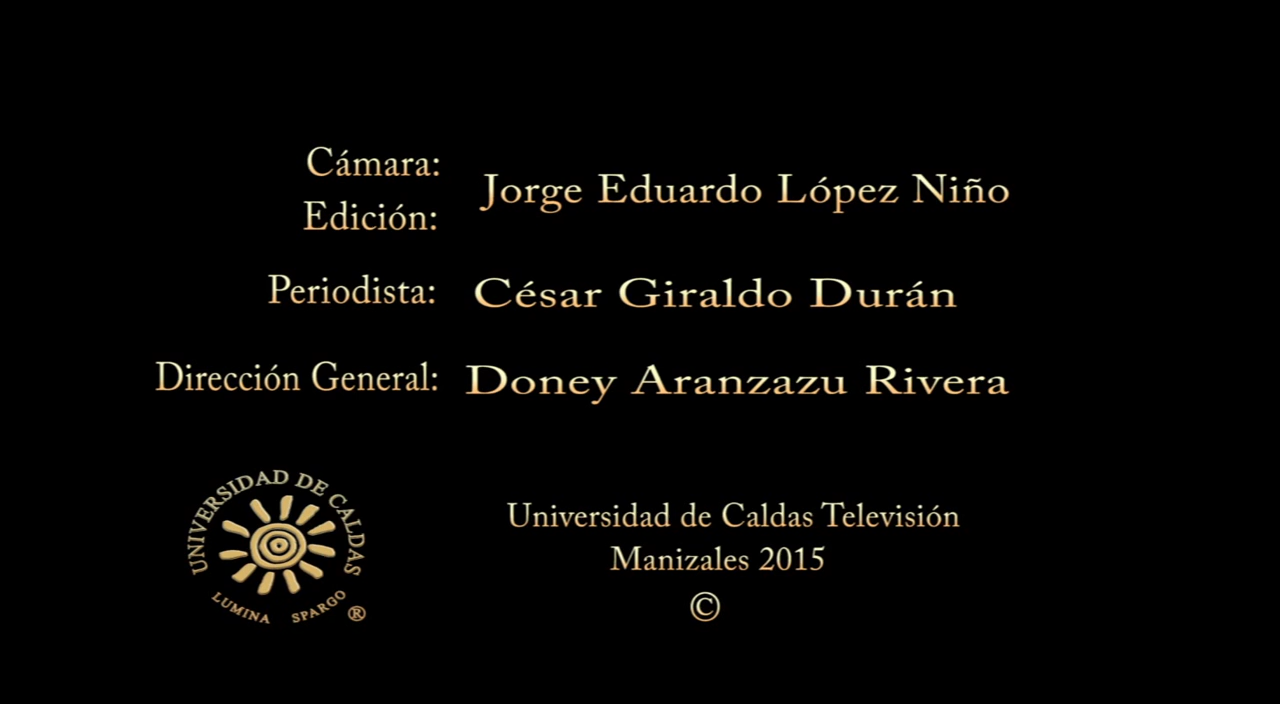 Cámara:
Edición:
Jorge Eduardo López Niño
Periodista: César Giraldo Durán
Dirección General: Doney Aranzazu Rivera
UNIVERSIDAD DE CALDAS
LUMINA SPARGO ®
Universidad de Caldas Televisión
Manizales 2015
©